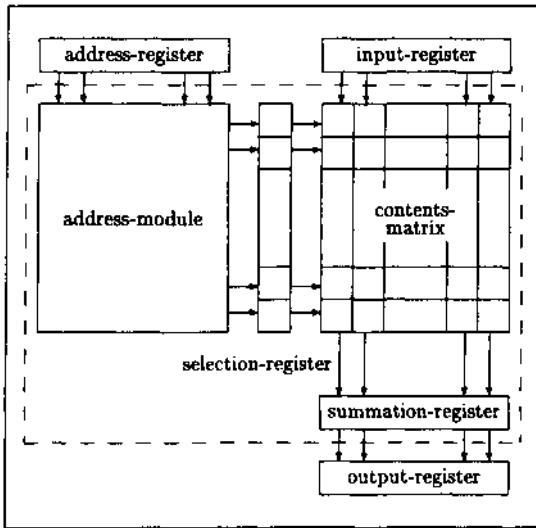 address-register
input-register
address-module
contents-
matrix
selection-register
summation-register
output-register